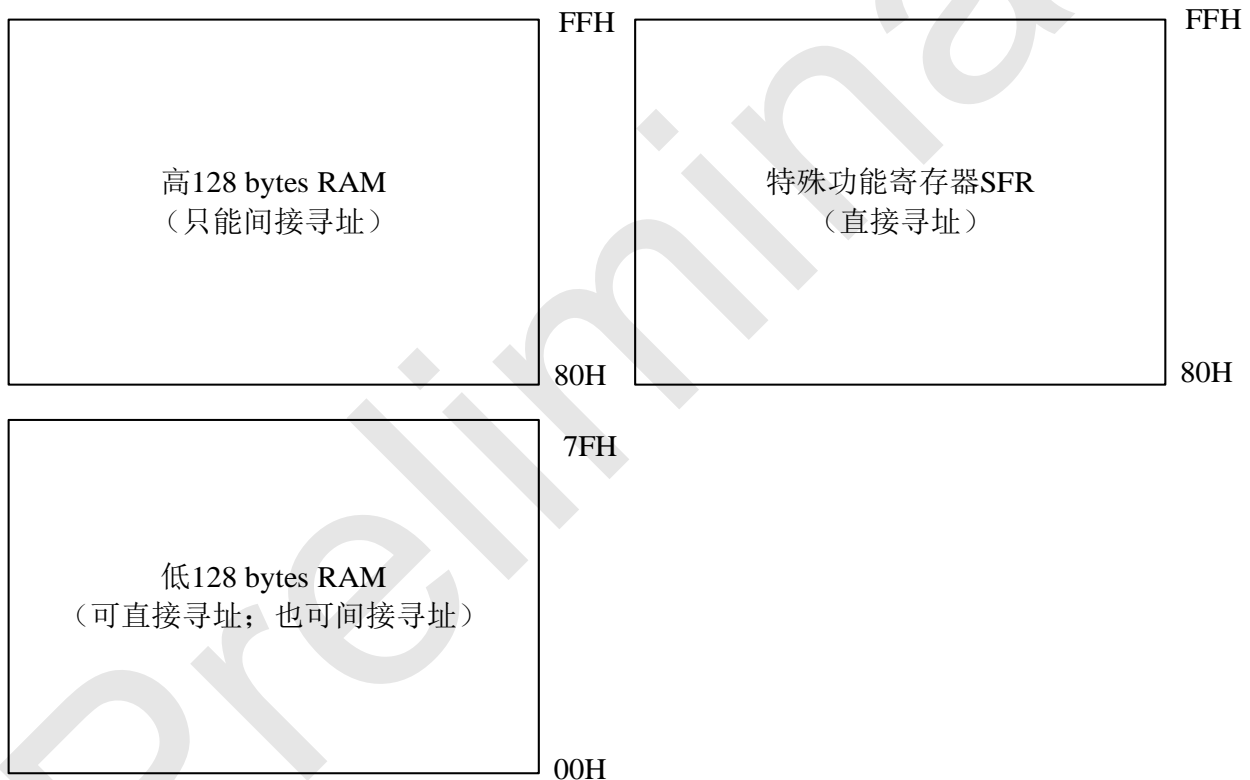 FFH
FFH
高128 bytes RAM
（只能间接寻址）
特殊功能寄存器SFR
（直接寻址）
80H
80H
7FH
低128 bytes RAM
（可直接寻址；也可间接寻址）
00H
Prelimina